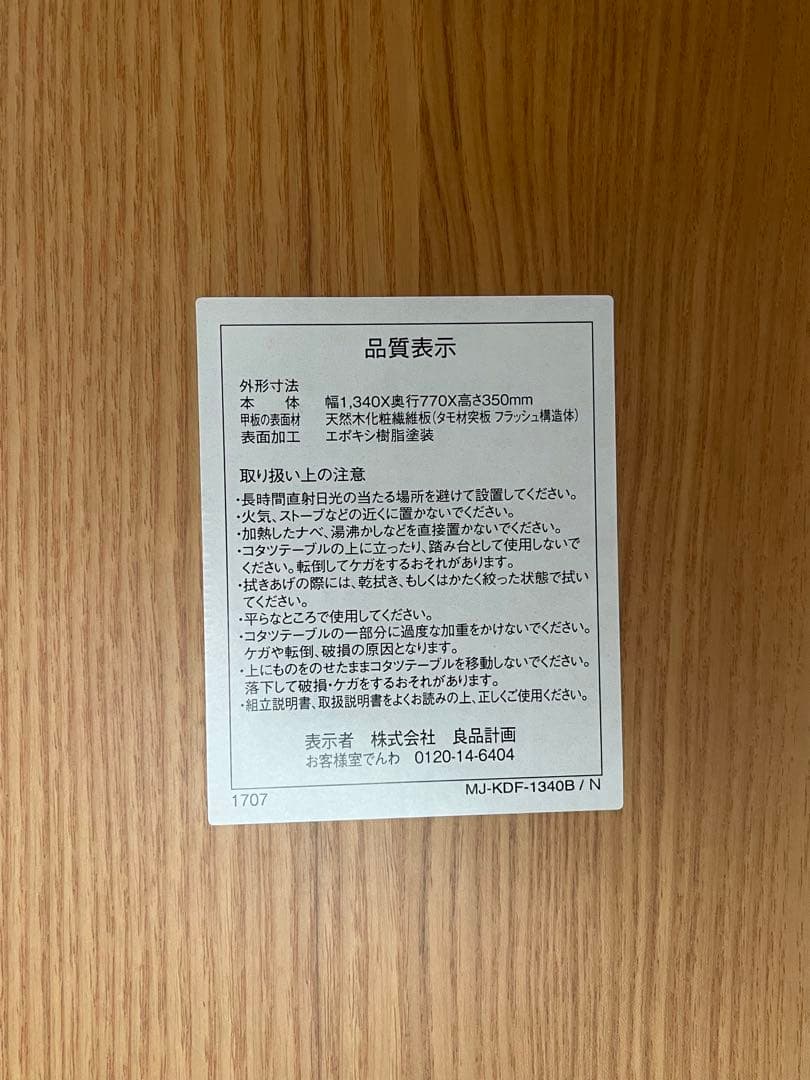 品質表示
外形寸法
本　体　幅1,340X奥行770X高さ350mm
甲板の表面材　天然木化粧繊維板(タモ材突板 フラッシュ構造体)
表面加工　エポキシ樹脂塗装
取り扱い上の注意
・長時間直射日光の当たる場所を避けて設置してください。
・火気、ストーブなどの近くに置かないでください。
・加熱したナベ、湯沸かしなどを直接置かないでください。
・コタツテーブルの上に立ったり、踏み台として使用しないで
ください。転倒してケガをするおそれがあります。
・拭きあげの際には、乾拭き、もしくはかたく絞った状態で拭い
てください。
・平らなところで使用してください。
・コタツテーブルの一部分に過度な加重をかけないでください。
ケガや転倒、破損の原因となります。
・上にものをのせたままコタツテーブルを移動しないでください。
落下して破損・ケガをするおそれがあります。
・組立説明書、取扱説明書をよくお読みの上、正しくご使用ください。
表示者　株式会社　良品計画
お客様室でんわ　0120-14-6404
1707
MJ-KDF-1340B / N